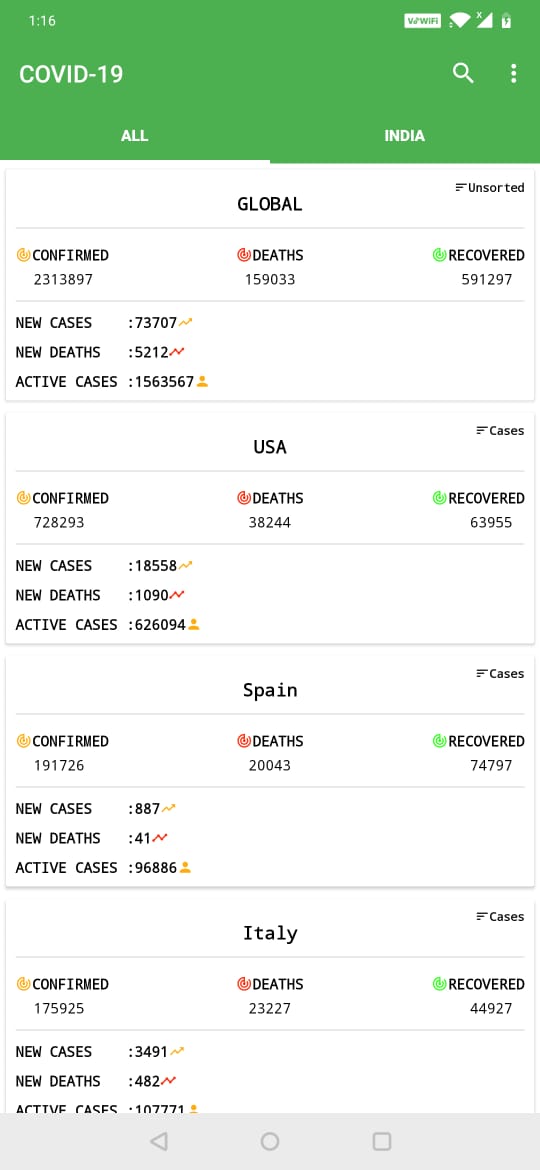 1:16
VoWiFi
X
COVID-19
ALL INDIA
Unsorted
GLOBAL
CONFIRMED DEATHS RECOVERED
2313897 159033 591297
NEW CASES :73707
NEW DEATHS :5212
ACTIVE CASES :1563567
Cases
USA
CONFIRMED DEATHS RECOVERED
728293 38244 63955
NEW CASES :18558
NEW DEATHS :1090
ACTIVE CASES :626094
Cases
Spain
CONFIRMED DEATHS RECOVERED
191726 20043 74797
NEW CASES :887
NEW DEATHS :41
ACTIVE CASES :96886
Cases
Italy
CONFIRMED DEATHS RECOVERED
175925 23227 44927
NEW CASES :3491
NEW DEATHS :482
ACTIVE CASES :107771